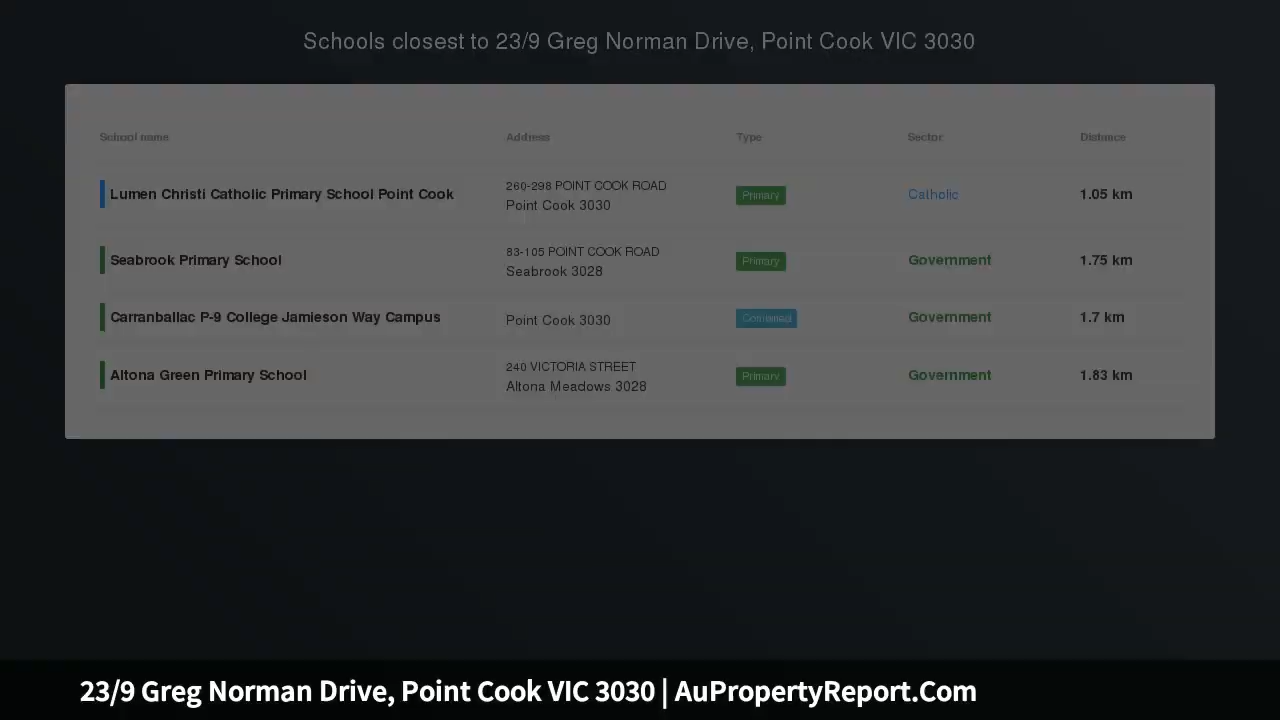 Schools closest to 23/9 Greg Norman Drive, Point Cook VIC 3030
School name Address Type Sector Distance
Lumen Christi Catholic Primary School Point Cook 260-298 POINT COOK ROAD Primary Catholic 1.05 km
Point Cook 3030
Seabrook Primary School 83-105 POINT COOK ROAD Primary Government 1.75 km
Seabrook 3028
Carranballac P-9 College Jamieson Way Campus Point Cook 3030 Combined Government 1.7 km
Altona Green Primary School 240 VICTORIA STREET Primary Government 1.83 km
Altona Meadows 3028
23/9 Greg Norman Drive, Point Cook VIC 3030 | AuPropertyReport.Com